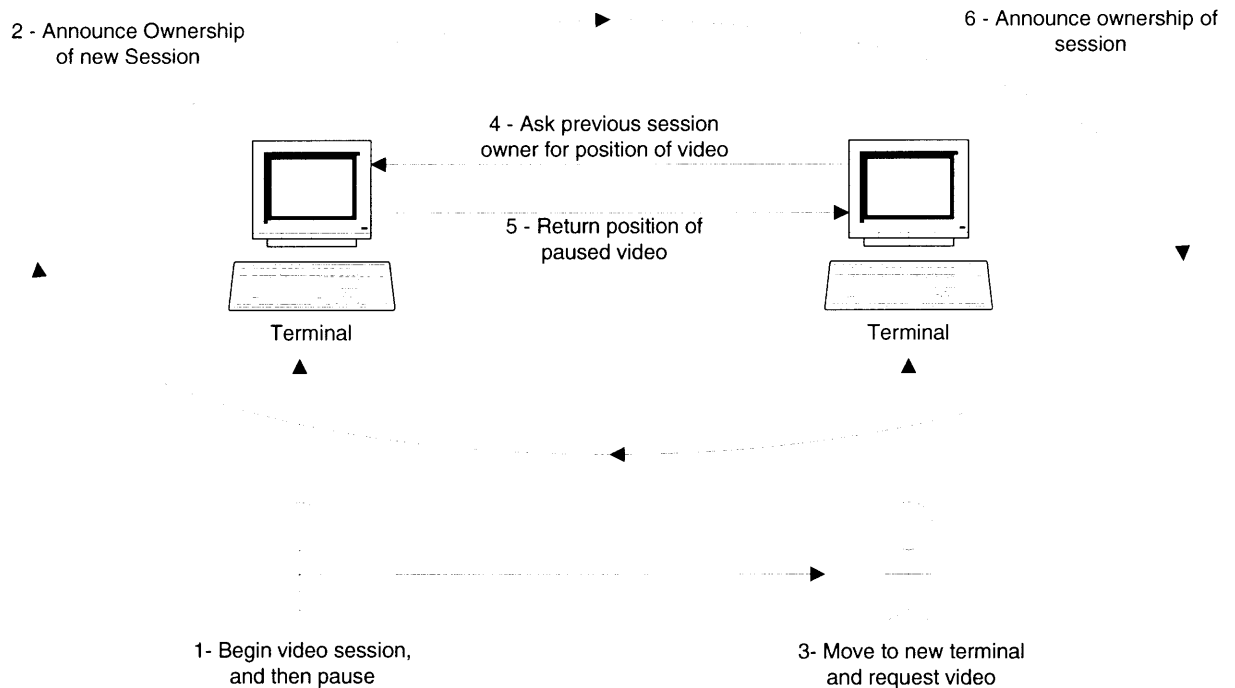 2 - Announce Ownership
of new Session
6 - Announce ownership of
session
4 - Ask previous session
owner for position of video
5 - Return position of
paused video
Terminal
Terminal
1- Begin video session,
and then pause
3- Move to new terminal
and request video